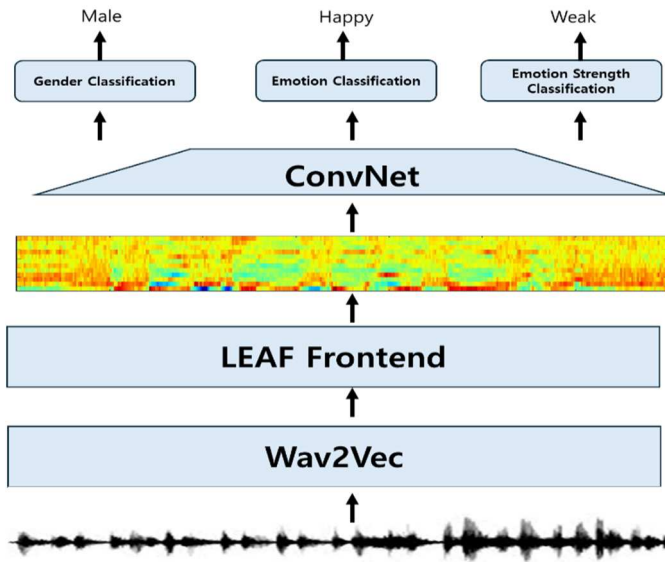 Male
Happy
Weak
Gender Classification
Emotion Classification
Emotion Strength
Classification
ConvNet
LEAF Frontend
Wav2Vec